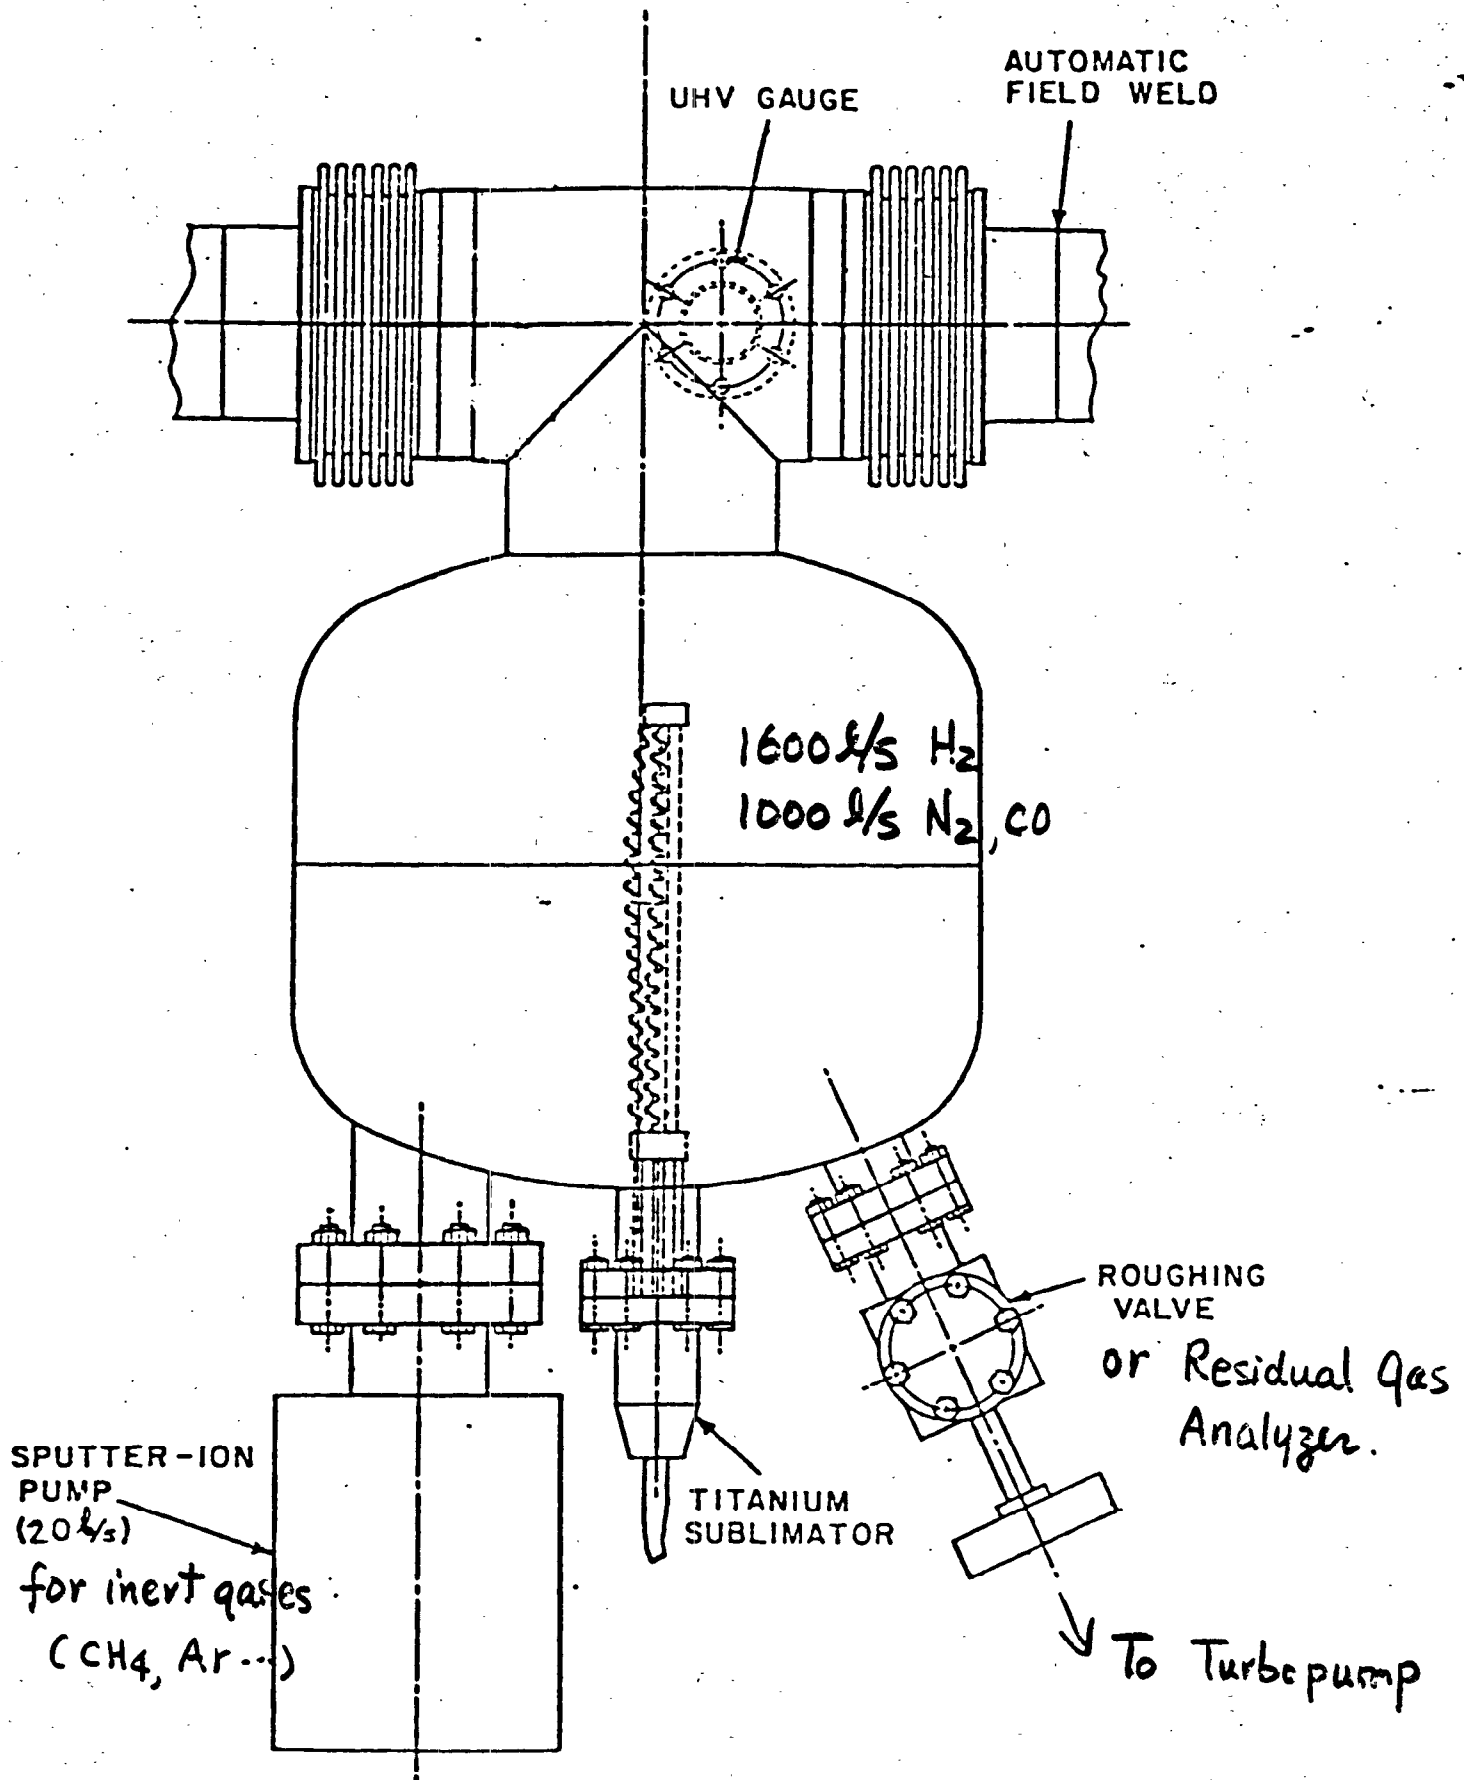 AUTOMATIC
FIELD WELD
UHV GAUGE
1600 l/s H₂
1000 l/s N₂, CO
ROUGHING
VALVE
or Residual Gas
Analyzer.
SPUTTER-ION
PUMP
(20 l/s)
for inert gases
(CH4, Ar...)
TITANIUM
SUBLIMATOR
To Turbopump